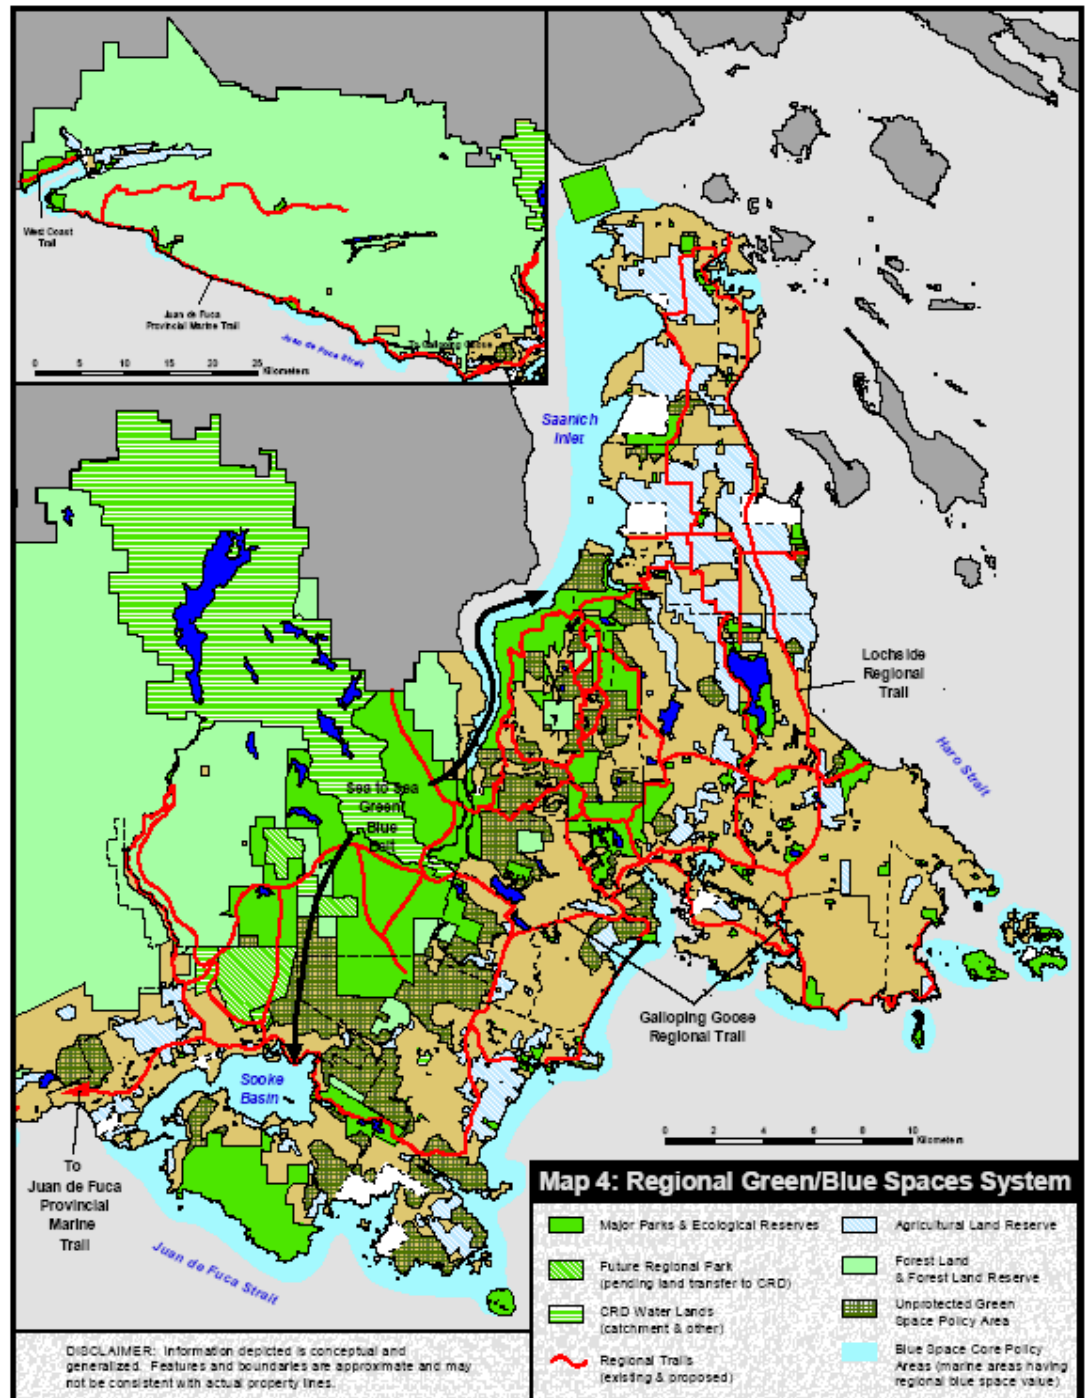 West Coast
Trail
Juan de Fuca
Provincial Marine Trail
Juan de Fuca Strait
To Galloping Goose
0 5 10 15 20 25
Kilometers
Saanich
Inlet
Lochside
Regional
Trail
Haro Strait
Sea to Sea
Green/
Blue
Belt
Galloping Goose
Regional Trail
Sooke
Basin
0 2 4 6 8 10
Kilometers
To
Juan de Fuca
Provincial
Marine
Trail
Juan de Fuca Strait
Map 4: Regional Green/Blue Spaces System
Major Parks & Ecological Reserves
Future Regional Park
(pending land transfer to CRD)
CRD Water Lands
(catchment & other)
Regional Trails
(existing & proposed)
Agricultural Land Reserve
Forest Land
& Forest Land Reserve
Unprotected Green
Space Policy Area
Blue Space Core Policy
Areas (marine areas having
regional blue space value)
DISCLAIMER: Information depicted is conceptual and
generalized. Features and boundaries are approximate and may
not be consistent with actual property lines.